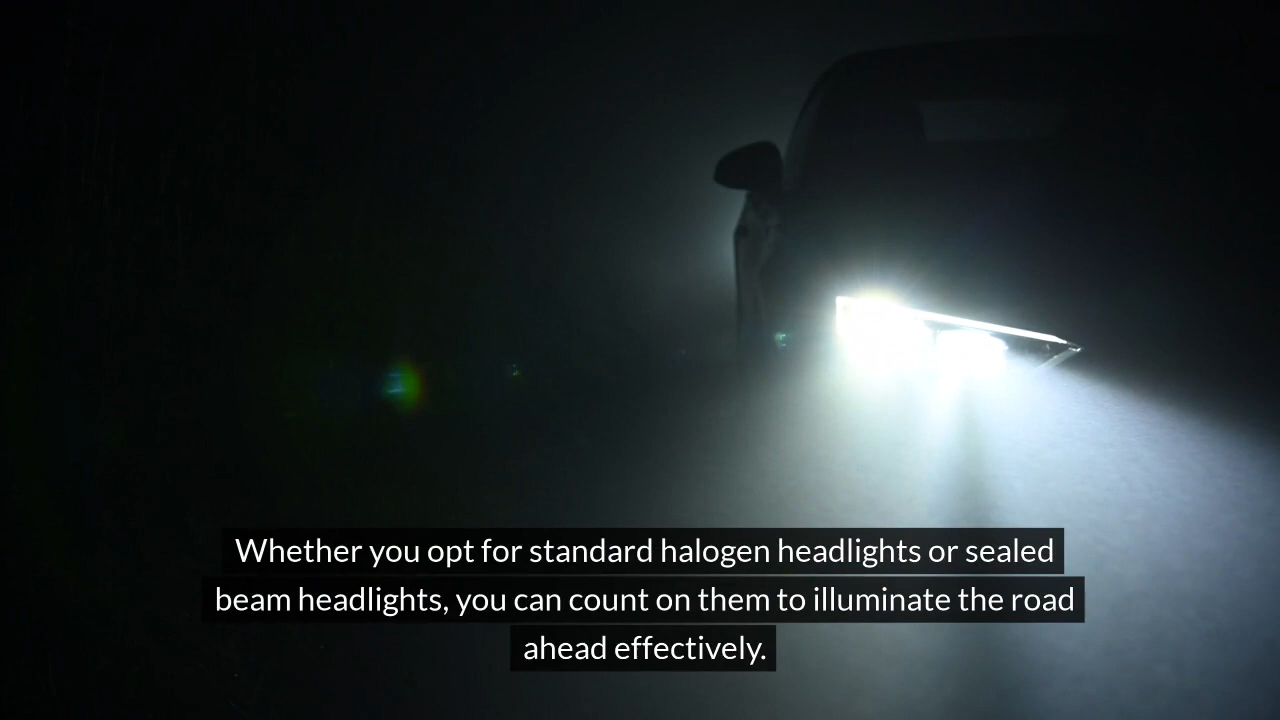 Whether you opt for standard halogen headlights or sealed
beam headlights, you can count on them to illuminate the road
ahead effectively.